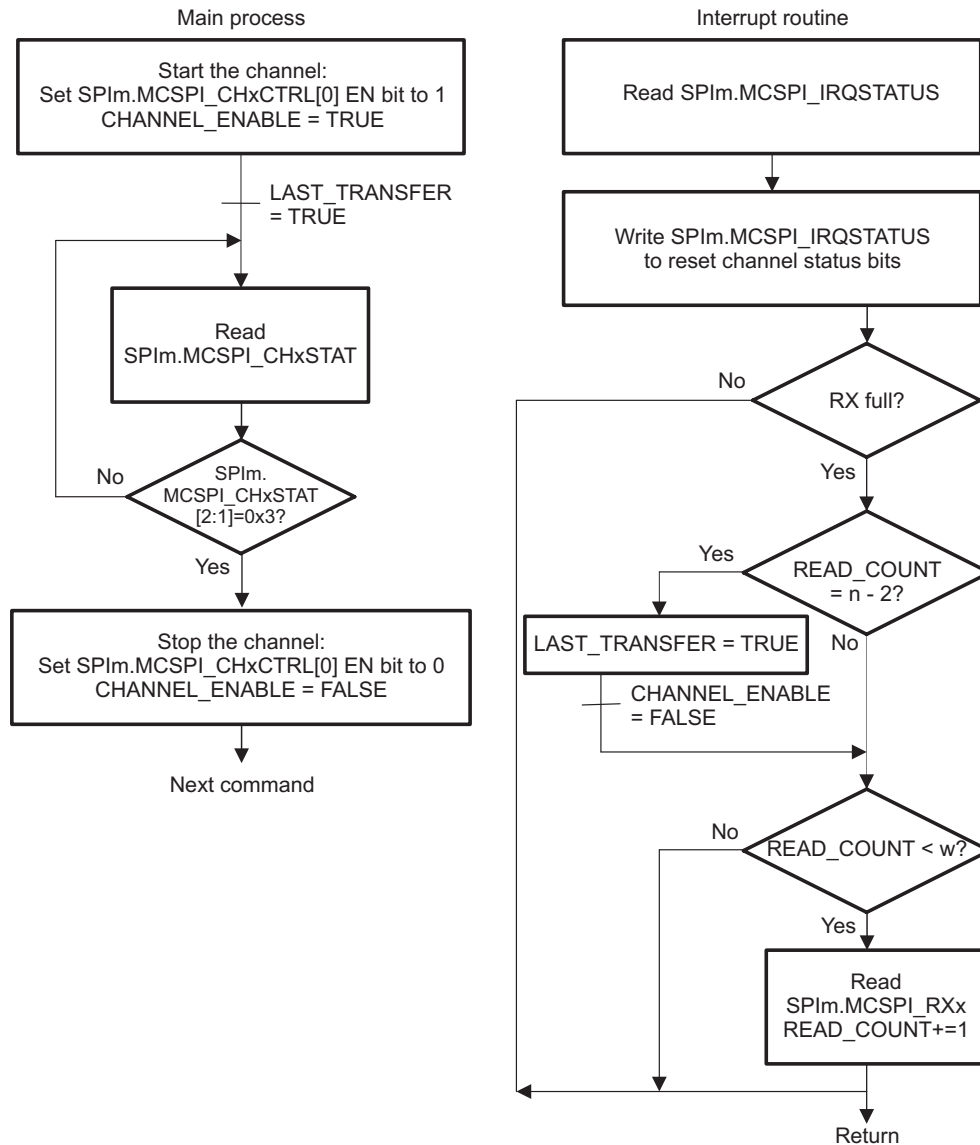 Main process
Start the channel:
Set SPIm.MCSPI_CHxCTRL[0] EN bit to 1
CHANNEL_ENABLE = TRUE
LAST_TRANSFER
= TRUE
Read
SPIm.MCSPI_CHxSTAT
No
SPIm.
MCSPI_CHxSTAT
[2:1]=0x3?
Yes
Stop the channel:
Set SPIm.MCSPI_CHxCTRL[0] EN bit to 0
CHANNEL_ENABLE = FALSE
Next command
Interrupt routine
Read SPIm.MCSPI_IRQSTATUS
Write SPIm.MCSPI_IRQSTATUS
to reset channel status bits
No
RX full?
Yes
Yes
READ_COUNT
= n - 2?
LAST_TRANSFER = TRUE
No
CHANNEL_ENABLE
= FALSE
No
READ_COUNT < w?
Yes
Read
SPIm.MCSPI_RXx
READ_COUNT+=1
Return